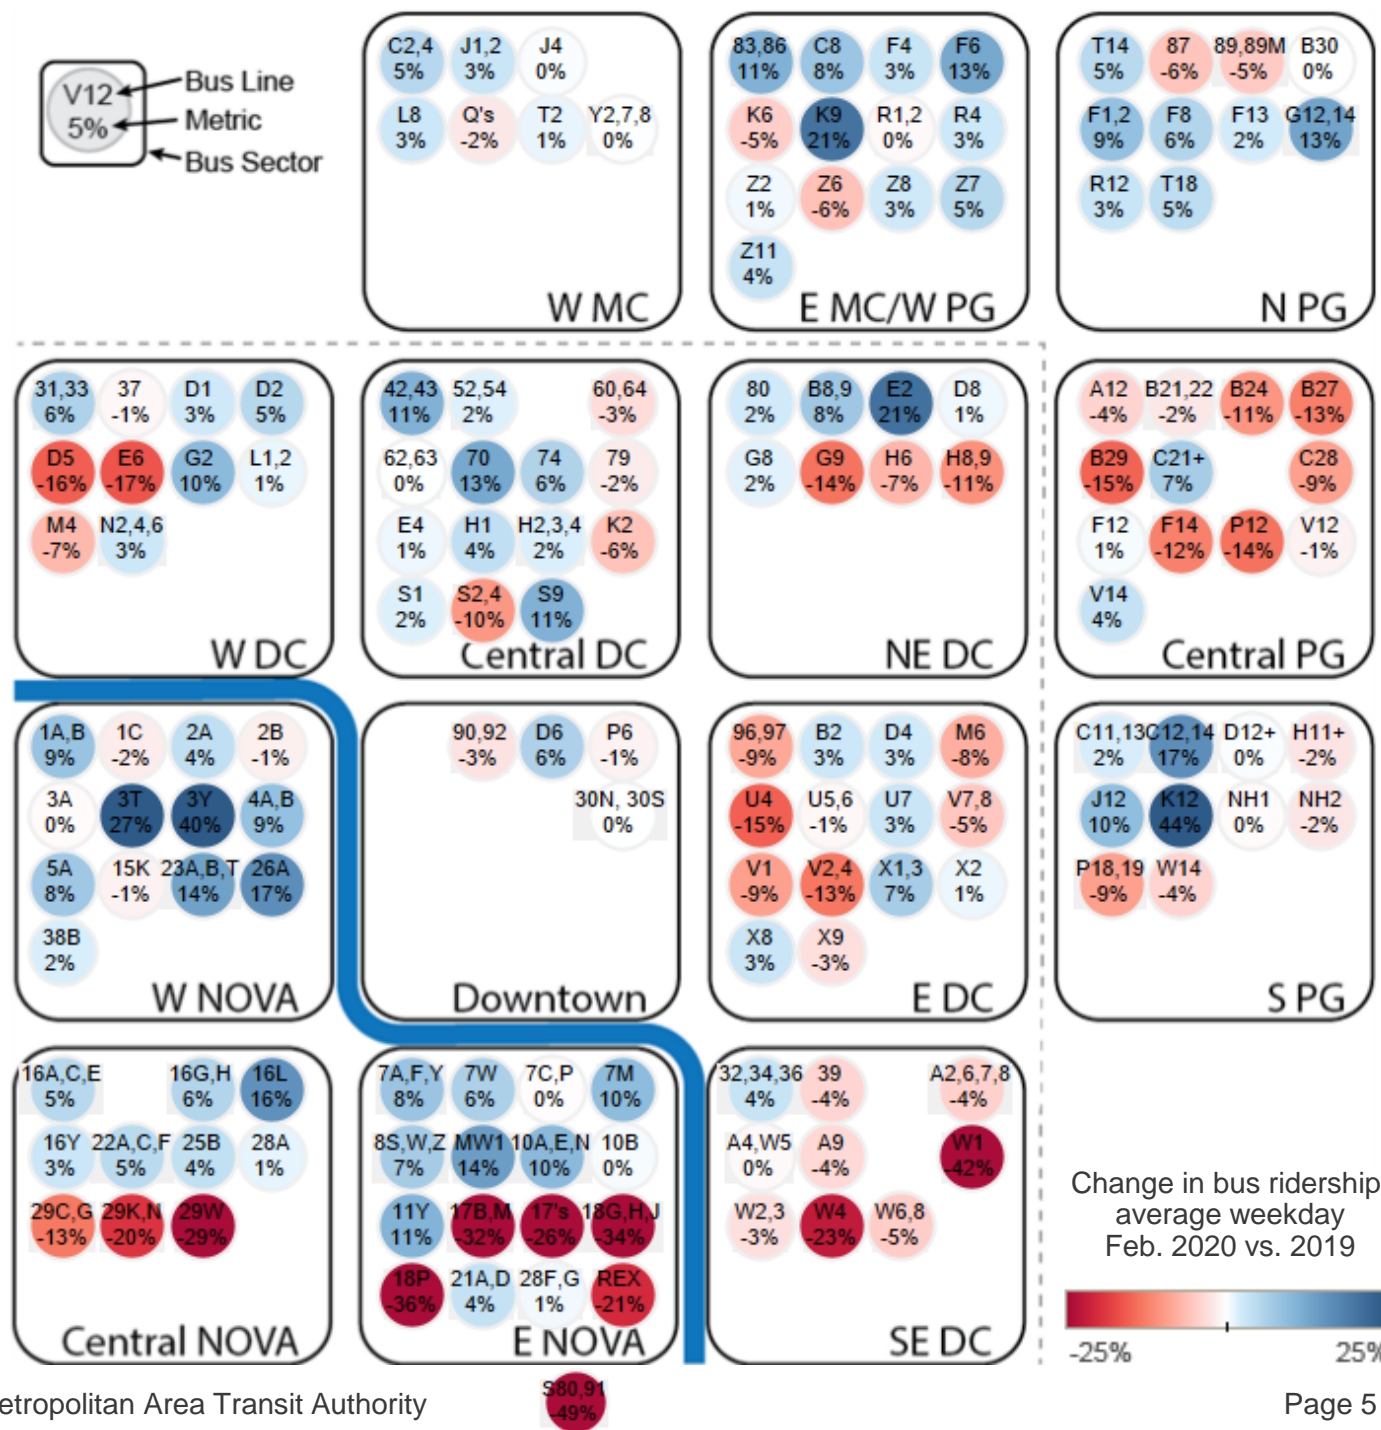 V12
5%
Bus Line
Metric
Bus Sector
C2,4 J1,2 J4
5% 3% 0%
L8 Q's T2 Y2,7,8
3% -2% 1% 0%
W MC
83,86 C8 F4 F6
11% 8% 3% 13%
K6 K9 R1,2 R4
-5% 21% 0% 3%
Z2 Z6 Z8 Z7
1% -6% 3% 5%
Z11
4%
E MC/W PG
T14 87 89,89M B30
5% -6% -5% 0%
F1,2 F8 F13 G12,14
9% 6% 2% 13%
R12 T18
3% 5%
N PG
31,33 37 D1 D2
6% -1% 3% 5%
D5 E6 G2 L1,2
-16% -17% 10% 1%
M4 N2,4,6
-7% 3%
W DC
42,43 52,54 60,64
11% 2% -3%
62,63 70 74 79
0% 13% 6% -2%
E4 H1 H2,3,4 K2
1% 4% 2% -6%
S1 S2,4 S9
2% -10% 11%
Central DC
80 B8,9 E2 D8
2% 8% 21% 1%
G8 G9 H6 H8,9
2% -14% -7% -11%
NE DC
A12 B21,22 B24 B27
-4% -2% -11% -13%
B29 C21+ C28
-15% 7% -9%
F12 F14 P12 V12
1% -12% -14% -1%
V14
4%
Central PG
1A,B 1C 2A 2B
9% -2% 4% -1%
3A 3T 3Y 4A,B
0% 27% 40% 9%
5A 15K 23A,B,T 26A
8% -1% 14% 17%
38B
2%
W NOVA
90,92 D6 P6
-3% 6% -1%
30N, 30S
0%
Downtown
96,97 B2 D4 M6
-9% 3% 3% -8%
U4 U5,6 U7 V7,8
-15% -1% 3% -5%
V1 V2,4 X1,3 X2
-9% -13% 7% 1%
X8 X9
3% -3%
E DC
C11,13 C12,14 D12+ H11+
2% 17% 0% -2%
J12 K12 NH1 NH2
10% 44% 0% -2%
P18,19 W14
-9% -4%
S PG
16A,C,E 16G,H 16L
5% 6% 16%
16Y 22A,C,F 25B 28A
3% 5% 4% 1%
29C,G 29K,N 29W
-13% -20% -29%
Central NOVA
7A,F,Y 7W 7C,P 7M
8% 6% 0% 10%
8S,W,Z MW1 10A,E,N 10B
7% 14% 10% 0%
11Y 17B,M 17's 18G,H,J
11% -32% -26% -34%
18P 21A,D 28F,G REX
-36% 4% 1% -21%
E NOVA
S80,91
-49%
32,34,36 39 A2,6,7,8
4% -4% -4%
A4,W5 A9 W1
0% -4% -42%
W2,3 W4 W6,8
-3% -23% -5%
SE DC
Change in bus ridership
average weekday
Feb. 2020 vs. 2019
-25% 25%
etropolitan Area Transit Authority
Page 5